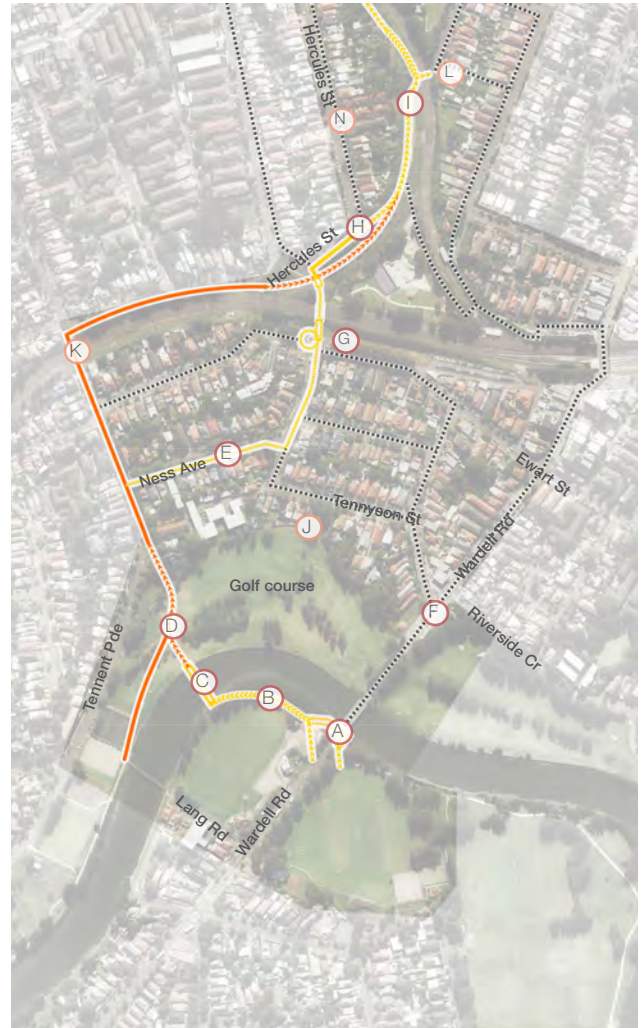 Hercules St
L
I
N
H
Hercules St
G
K
E
Ness Ave
Ewart St
Tennyson St
J
Wardell Rd
Golf course
F
D
Riverside Cr
Tennent Pde
C
B
A
Lang Rd
Wardell Rd